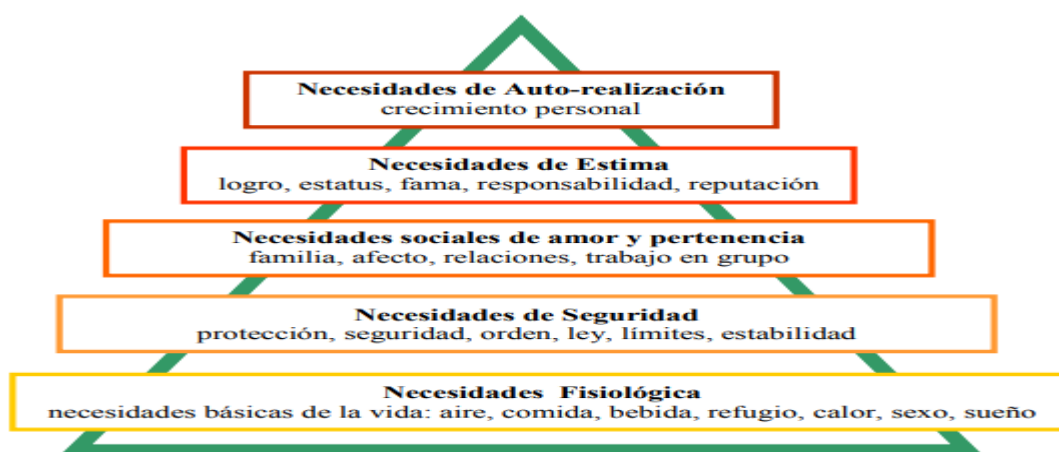 Necesidades de Auto-realización
crecimiento personal
Necesidades de Estima
logro, estatus, fama, responsabilidad, reputación
Necesidades sociales de amor y pertenencia
familia, afecto, relaciones, trabajo en grupo
Necesidades de Seguridad
protección, seguridad, orden, ley, límites, estabilidad
Necesidades Fisiológica
necesidades básicas de la vida: aire, comida, bebida, refugio, calor, sexo, sueño